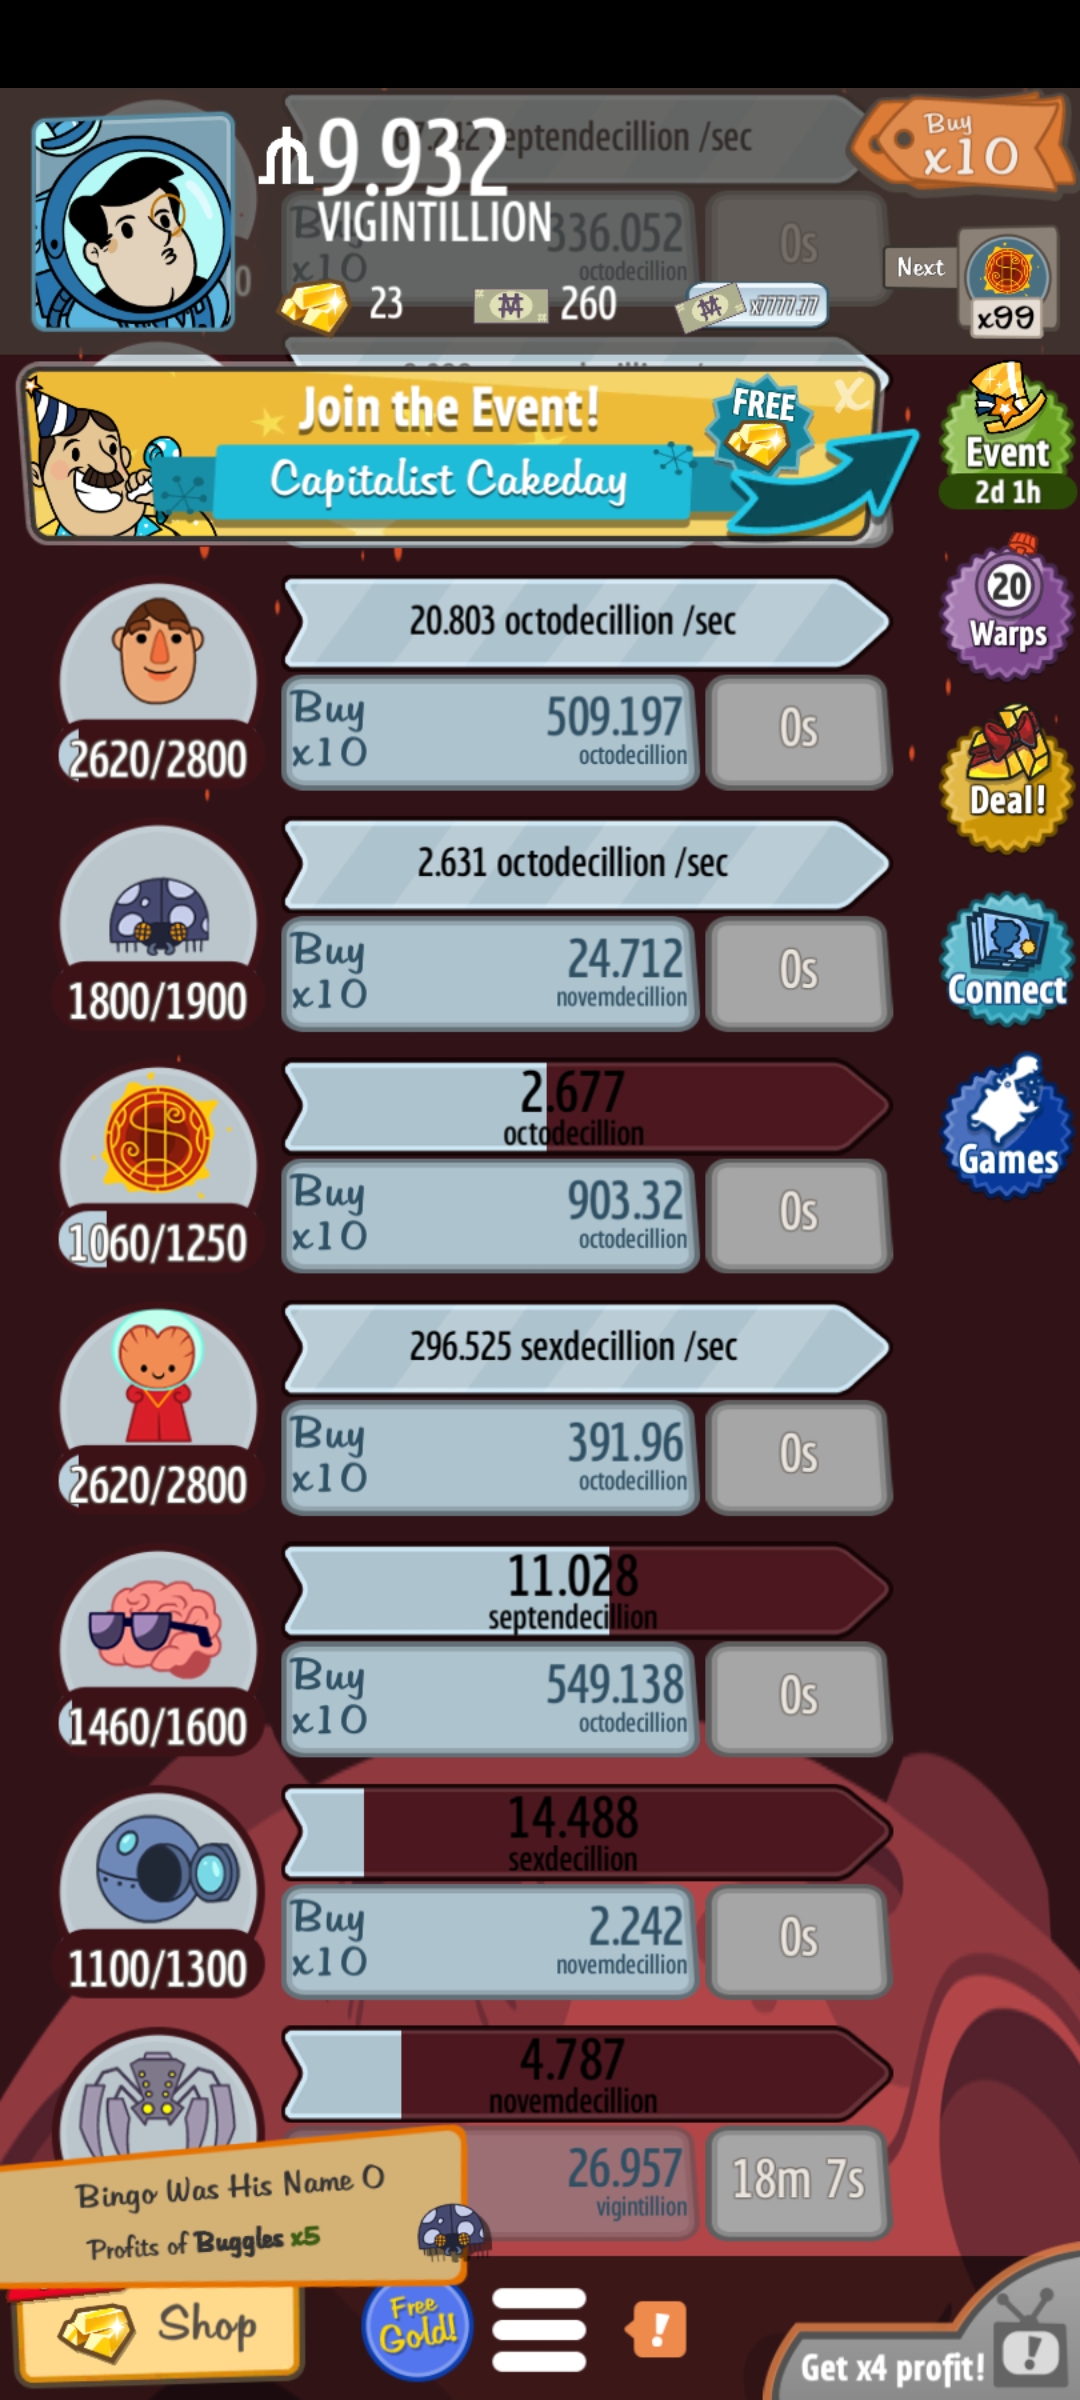 9.932
VIGINTILLION
septendecillion /sec
Buy
x10
336.052
octodecillion
0s
Buy
x10
23
260
x7777.77
Next
x99
Join the Event!
Capitalist Cakeday
FREE
X
Event
2d 1h
20
Warps
Deal!
Connect
Games
20.803 octodecillion /sec
Buy
x10
509.197
octodecillion
0s
2620/2800
2.631 octodecillion /sec
Buy
x10
24.712
novemdecillion
0s
1800/1900
2.677
octodecillion
Buy
x10
903.32
octodecillion
0s
1060/1250
296.525 sexdecillion /sec
Buy
x10
391.96
octodecillion
0s
2620/2800
11.028
septendecillion
Buy
x10
549.138
octodecillion
0s
1460/1600
14.488
sexdecillion
Buy
x10
2.242
novemdecillion
0s
1100/1300
4.787
novemdecillion
26.957
vigintillion
18m 7s
Bingo Was His Name O
Profits of Buggles x5
Shop
Free
Gold!
!
Get x4 profit!
!